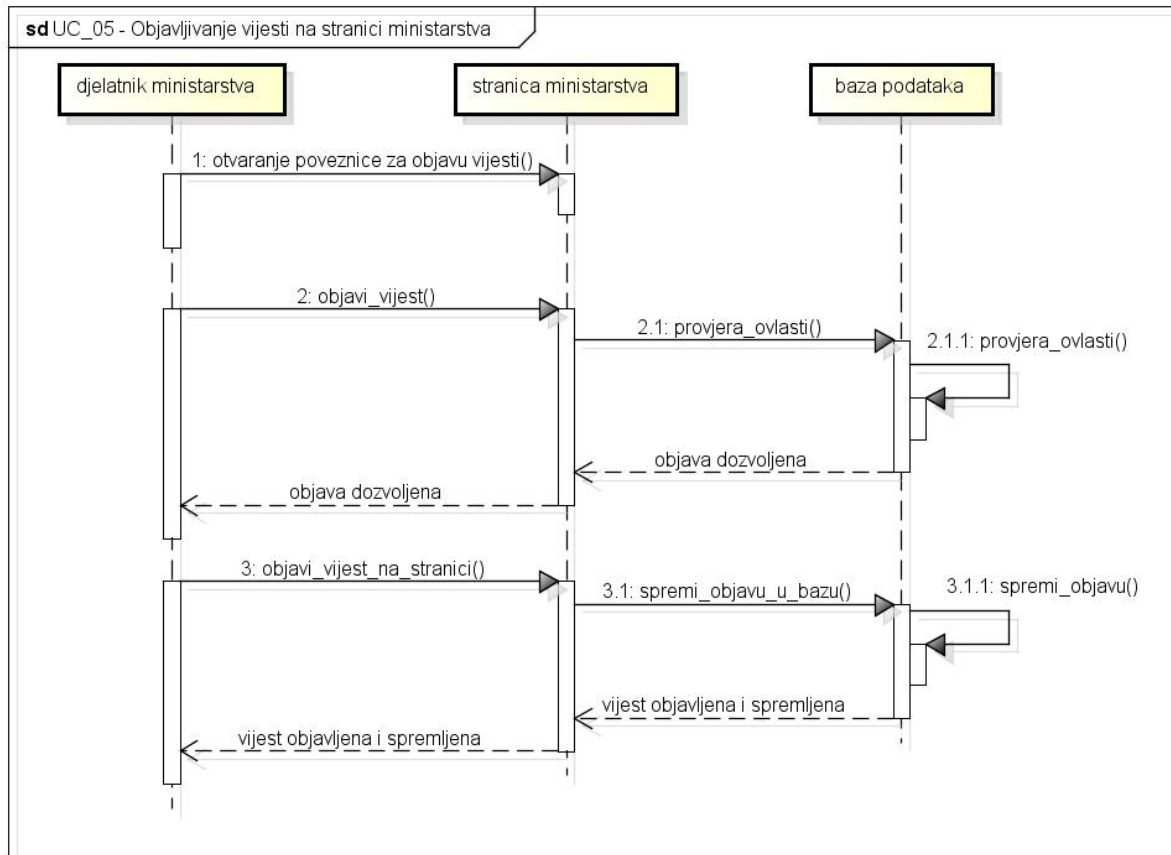 sd UC_05 - Objavljivanje vijesti na stranici ministarstva
djelatnik ministarstva
stranica ministarstva
baza podataka
1: otvaranje poveznice za objavu vijesti()
2: objavi_vijest()
2.1: provjera_ovlasti()
2.1.1: provjera_ovlasti()
objava dozvoljena
objava dozvoljena
3: objavi_vijest_na_stranici()
3.1: spremi_objavu_u_bazu()
3.1.1: spremi_objavu()
vijest objavljena i spremljena
vijest objavljena i spremljena